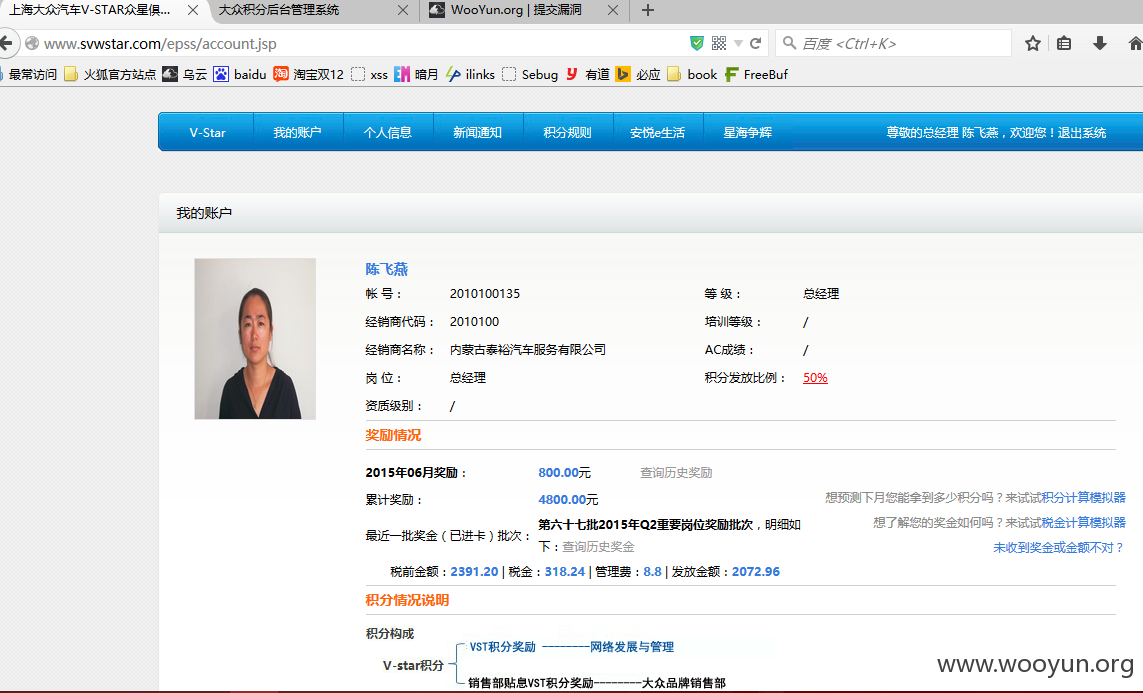 上海大众汽车V-STAR众星俱... 大众积分后台管理系统 WooYun.org | 提交漏洞
www.svwstar.com/epss/account.jsp 百度 <Ctrl+K>
最常访问 火狐官方站点 乌云 baidu 淘宝双12 xss 暗月 ilinks Sebug 有道 必应 book FreeBuf
V-Star 我的账户 个人信息 新闻通知 积分规则 安悦e生活 星海争辉 尊敬的总经理 陈飞燕，欢迎您！退出系统
我的账户
陈飞燕
帐 号： 2010100135 等 级： 总经理
经销商代码： 2010100 培训等级： /
经销商名称： 内蒙古泰裕汽车服务有限公司 AC成绩： /
岗 位： 总经理 积分发放比例： 50%
资质级别： /
奖励情况
2015年06月奖励： 800.00元 查询历史奖励
累计奖励： 4800.00元 想预测下月您能拿到多少积分吗？来试试积分计算模拟器
最近一批奖金（已进卡）批次： 第六十七批2015年Q2重要岗位奖励批次，明细如 想了解您的奖金如何吗？来试试税金计算模拟器
下：查询历史奖金 未收到奖金或金额不对？
税前金额：2391.20 | 税金：318.24 | 管理费：8.8 | 发放金额：2072.96
积分情况说明
积分构成
VST积分奖励 --------网络发展与管理
V-star积分
销售部贴息VST积分奖励--------大众品牌销售部
www.wooyun.org